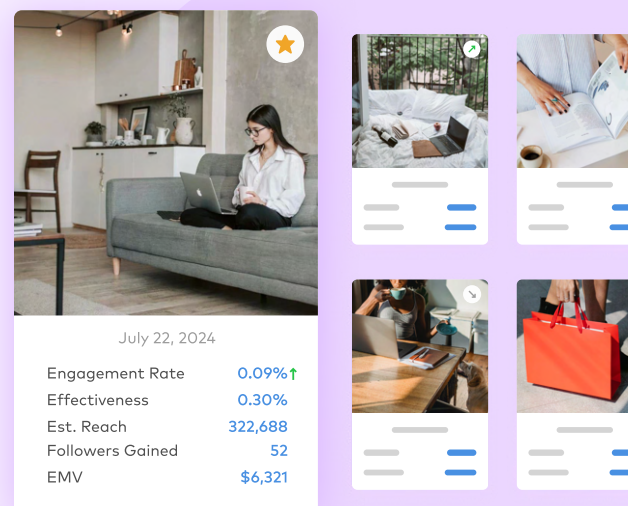 July 22, 2024
Engagement Rate 0.09%↑
Effectiveness 0.30%
Est. Reach 322,688
Followers Gained 52
EMV $6,321